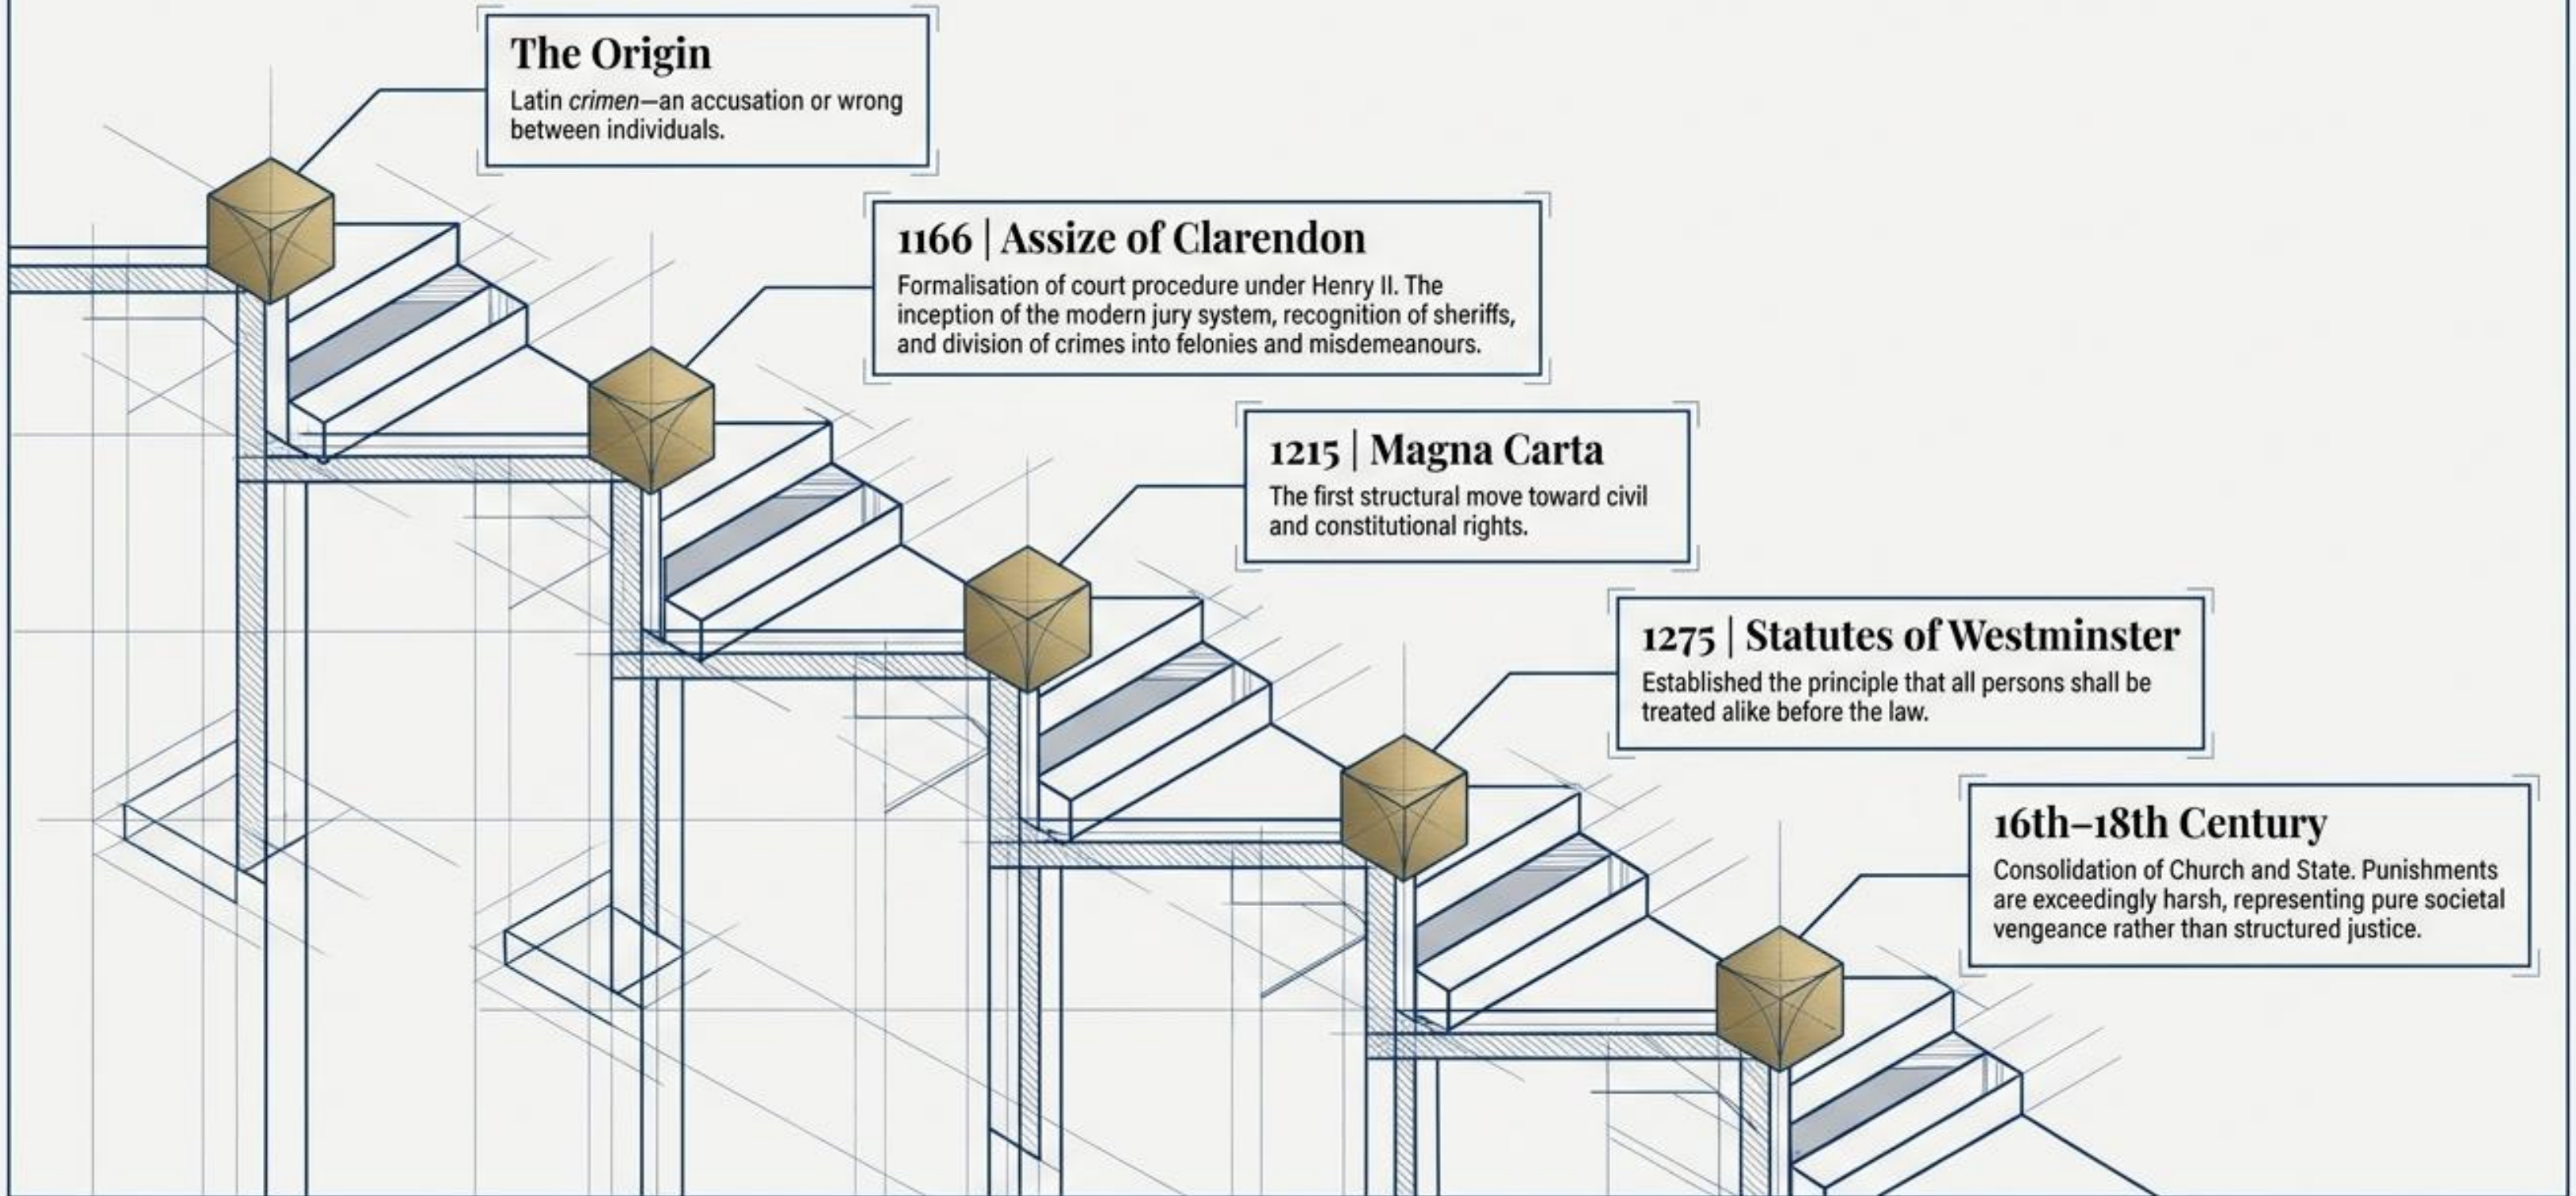 The Origin
Latin crimen—an accusation or wrong
between individuals.
1166 | Assize of Clarendon
Formalisation of court procedure under Henry II. The
inception of the modern jury system, recognition of sheriffs,
and division of crimes into felonies and misdemeanours.
1215 | Magna Carta
The first structural move toward civil
and constitutional rights.
1275 | Statutes of Westminster
Established the principle that all persons shall be
treated alike before the law.
16th–18th Century
Consolidation of Church and State. Punishments
are exceedingly harsh, representing pure societal
vengeance rather than structured justice.